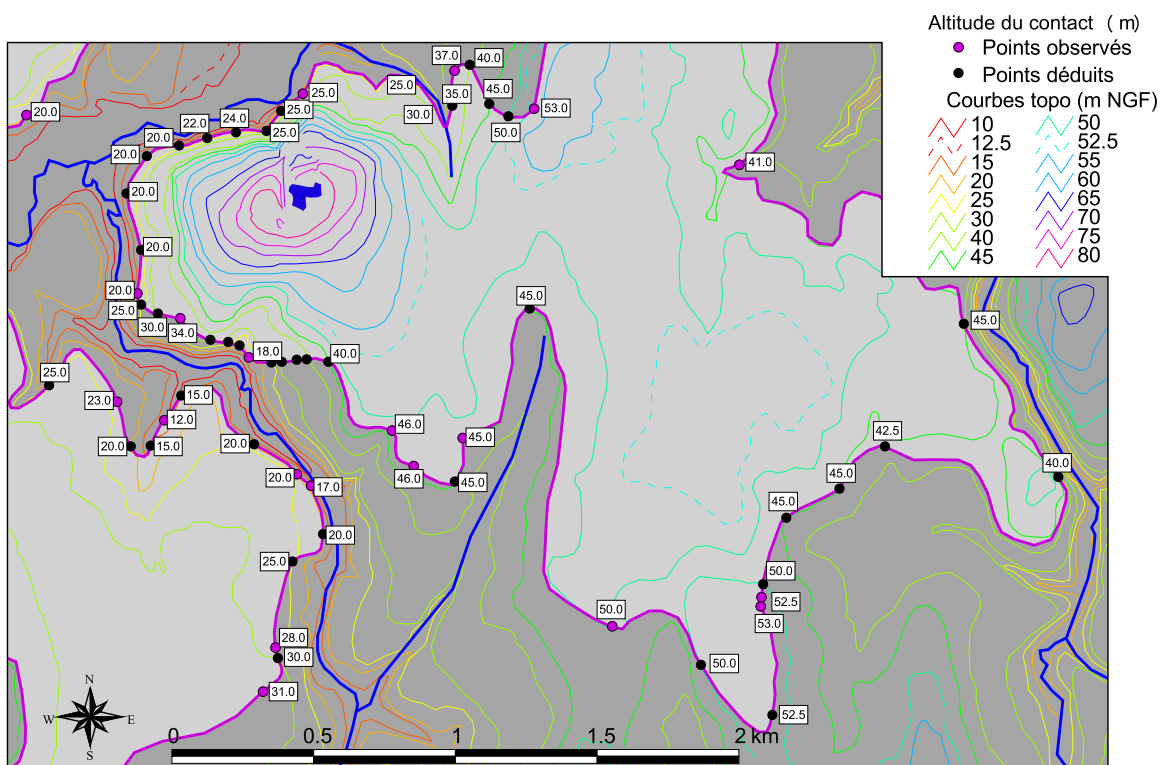 Altitude du contact ( m)
Points observés
Points déduits
Courbes topo (m NGF)
10 50
12.5 52.5
15 55
20 60
25 65
30 70
40 75
45 80
37.0 40.0
25.0 25.0 35.0 45.0
20.0 25.0 30.0 53.0
22.0 24.0 25.0 50.0
20.0 20.0
41.0
20.0
20.0
20.0 45.0
25.0
30.0 34.0 45.0
18.0 40.0
25.0
23.0 15.0
12.0 46.0 45.0 42.5
20.0 15.0 20.0
20.0 17.0 46.0 45.0 45.0 40.0
45.0
20.0
25.0
50.0
52.5
50.0 53.0
28.0
30.0 50.0
31.0
52.5
N
W E
S
0 0.5 1 1.5 2 km